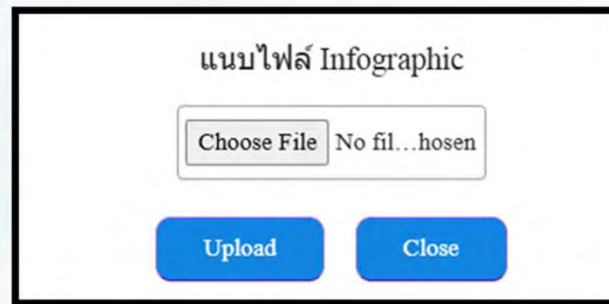 แนบไฟล์ Infographic
Choose File No fil...hosen
Upload Close